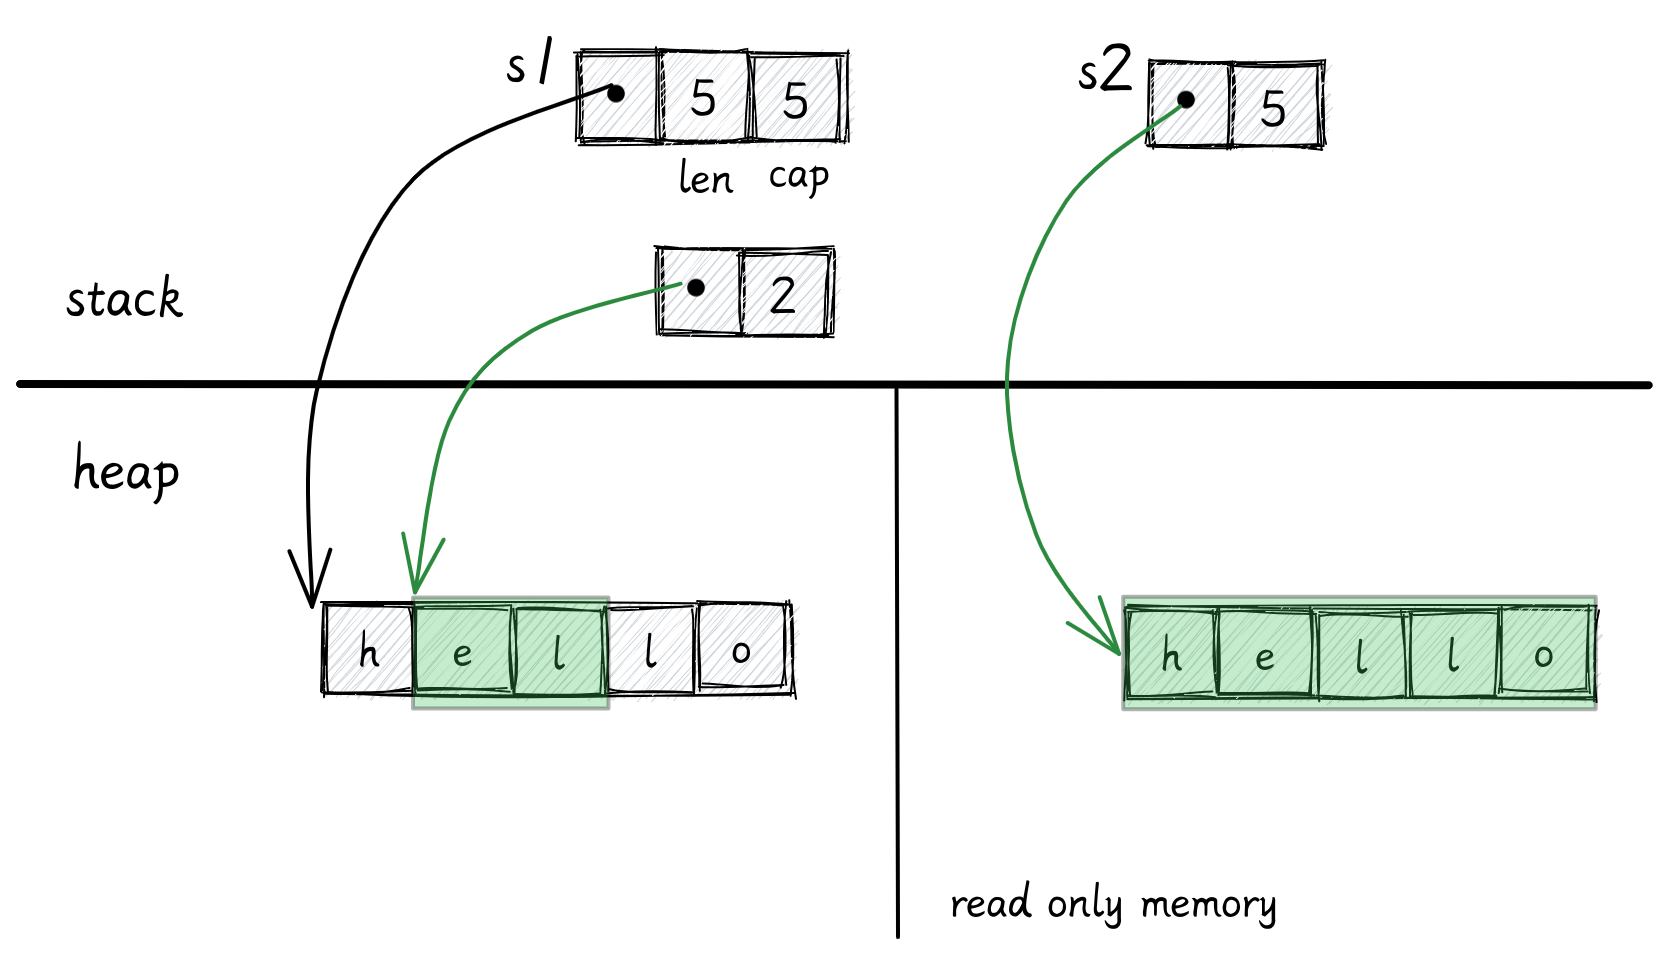 s1 5 5
len cap
s2 5
2
stack
heap
h e l l o
h e l l o
read only memory